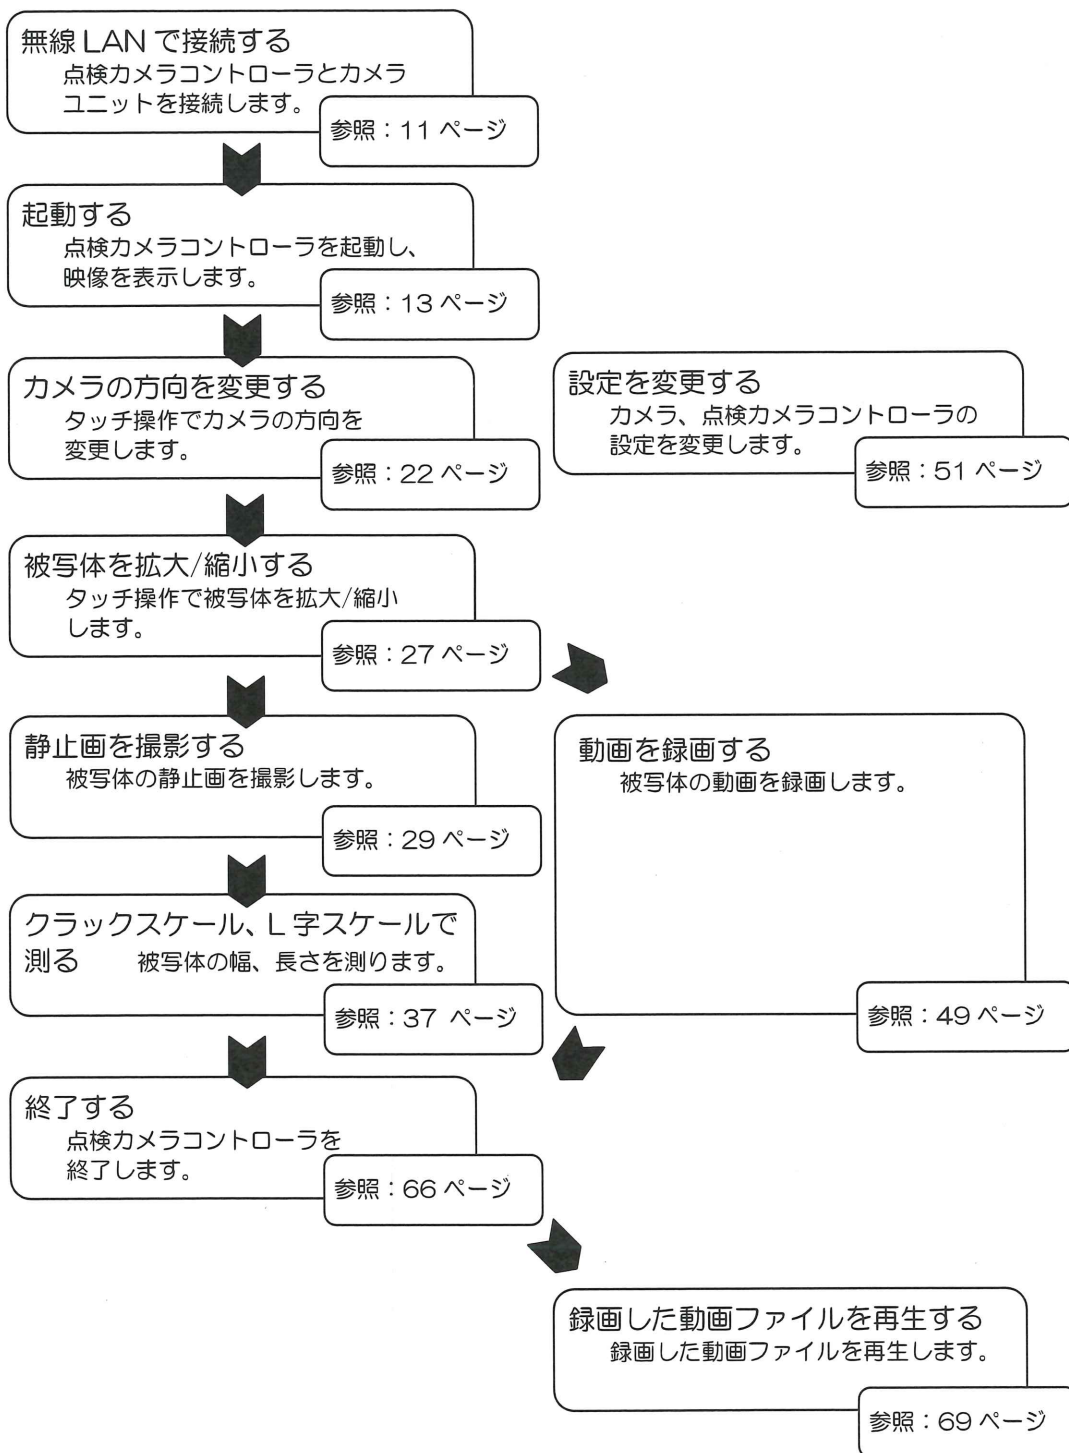 無線 LAN で接続する
点検カメラコントローラとカメラ
ユニットを接続します。
参照：11 ページ
起動する
点検カメラコントローラを起動し、
映像を表示します。
参照：13 ページ
カメラの方向を変更する
タッチ操作でカメラの方向を
変更します。
参照：22 ページ
設定を変更する
カメラ、点検カメラコントローラの
設定を変更します。
参照：51 ページ
被写体を拡大/縮小する
タッチ操作で被写体を拡大/縮小
します。
参照：27 ページ
静止画を撮影する
被写体の静止画を撮影します。
参照：29 ページ
動画を録画する
被写体の動画を録画します。
参照：49 ページ
クラックスケール、L 字スケールで
測る 被写体の幅、長さを測ります。
参照：37 ページ
終了する
点検カメラコントローラを
終了します。
参照：66 ページ
録画した動画ファイルを再生する
録画した動画ファイルを再生します。
参照：69 ページ